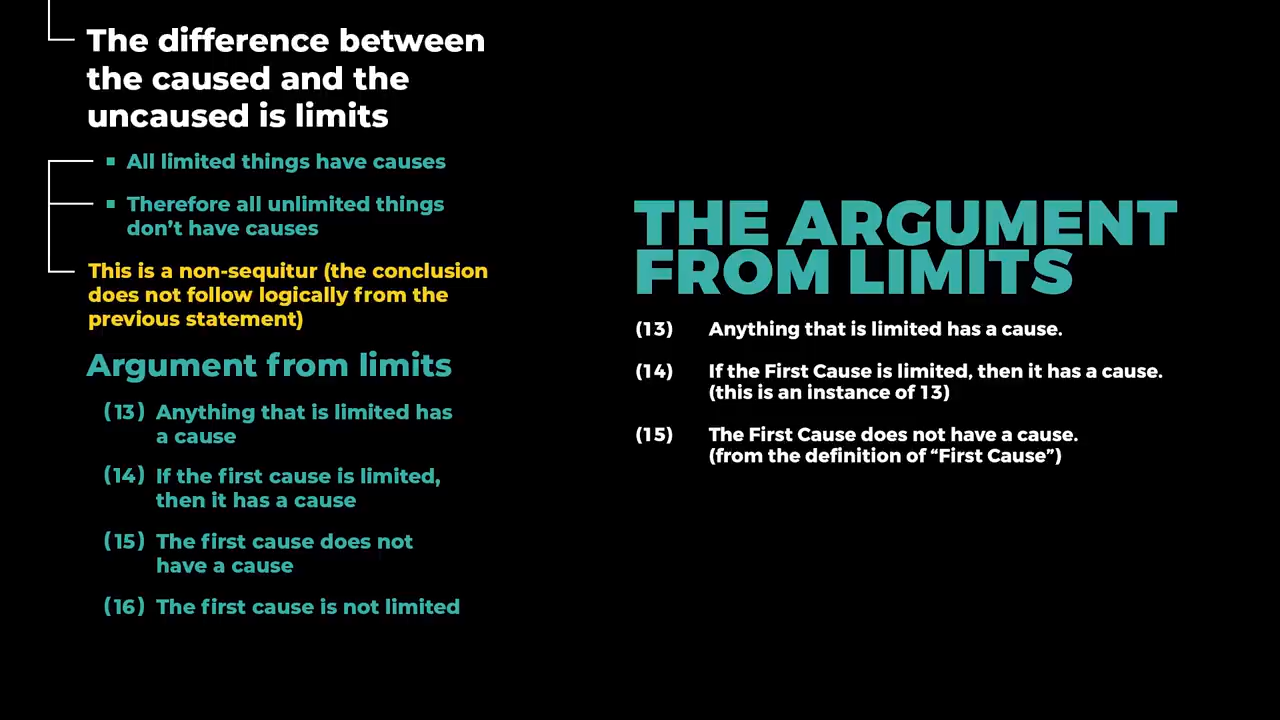 The difference between
the caused and the
uncaused is limits
▪ All limited things have causes
▪ Therefore all unlimited things
don’t have causes
This is a non-sequitur (the conclusion
does not follow logically from the
previous statement)
Argument from limits
(13) Anything that is limited has
a cause
(14) If the first cause is limited,
then it has a cause
(15) The first cause does not
have a cause
(16) The first cause is not limited
THE ARGUMENT
FROM LIMITS
(13) Anything that is limited has a cause.
(14) If the First Cause is limited, then it has a cause.
(this is an instance of 13)
(15) The First Cause does not have a cause.
(from the definition of “First Cause”)